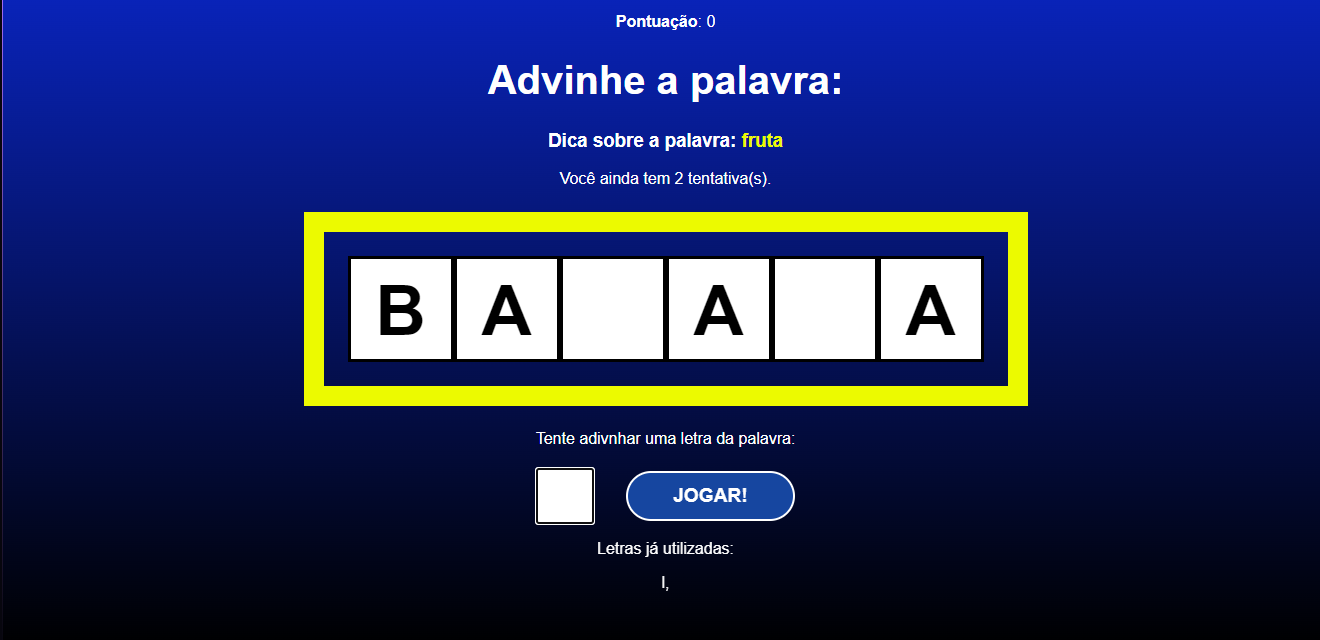 Pontuação: 0
Advinhe a palavra:
Dica sobre a palavra: fruta
Você ainda tem 2 tentativa(s).
B A A A
Tente adivnhar uma letra da palavra:
JOGAR!
Letras já utilizadas:
I,